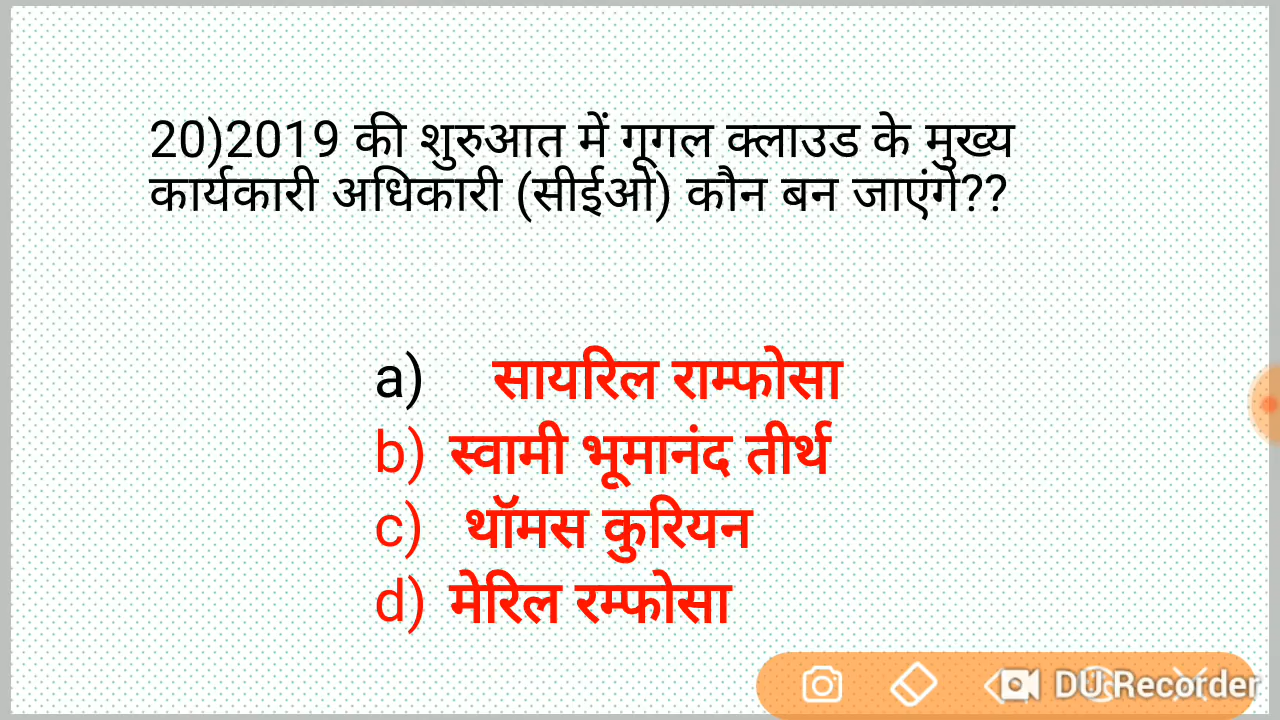 20)2019 की शुरुआत में गूगल क्लाउड के मुख्य
कार्यकारी अधिकारी (सीईओ) कौन बन जाएंगे??
a) सायरिल राम्फोसा
b) स्वामी भूमानंद तीर्थ
c) थॉमस कुरियन
d) मेरिल रम्फोसा
DU Recorder